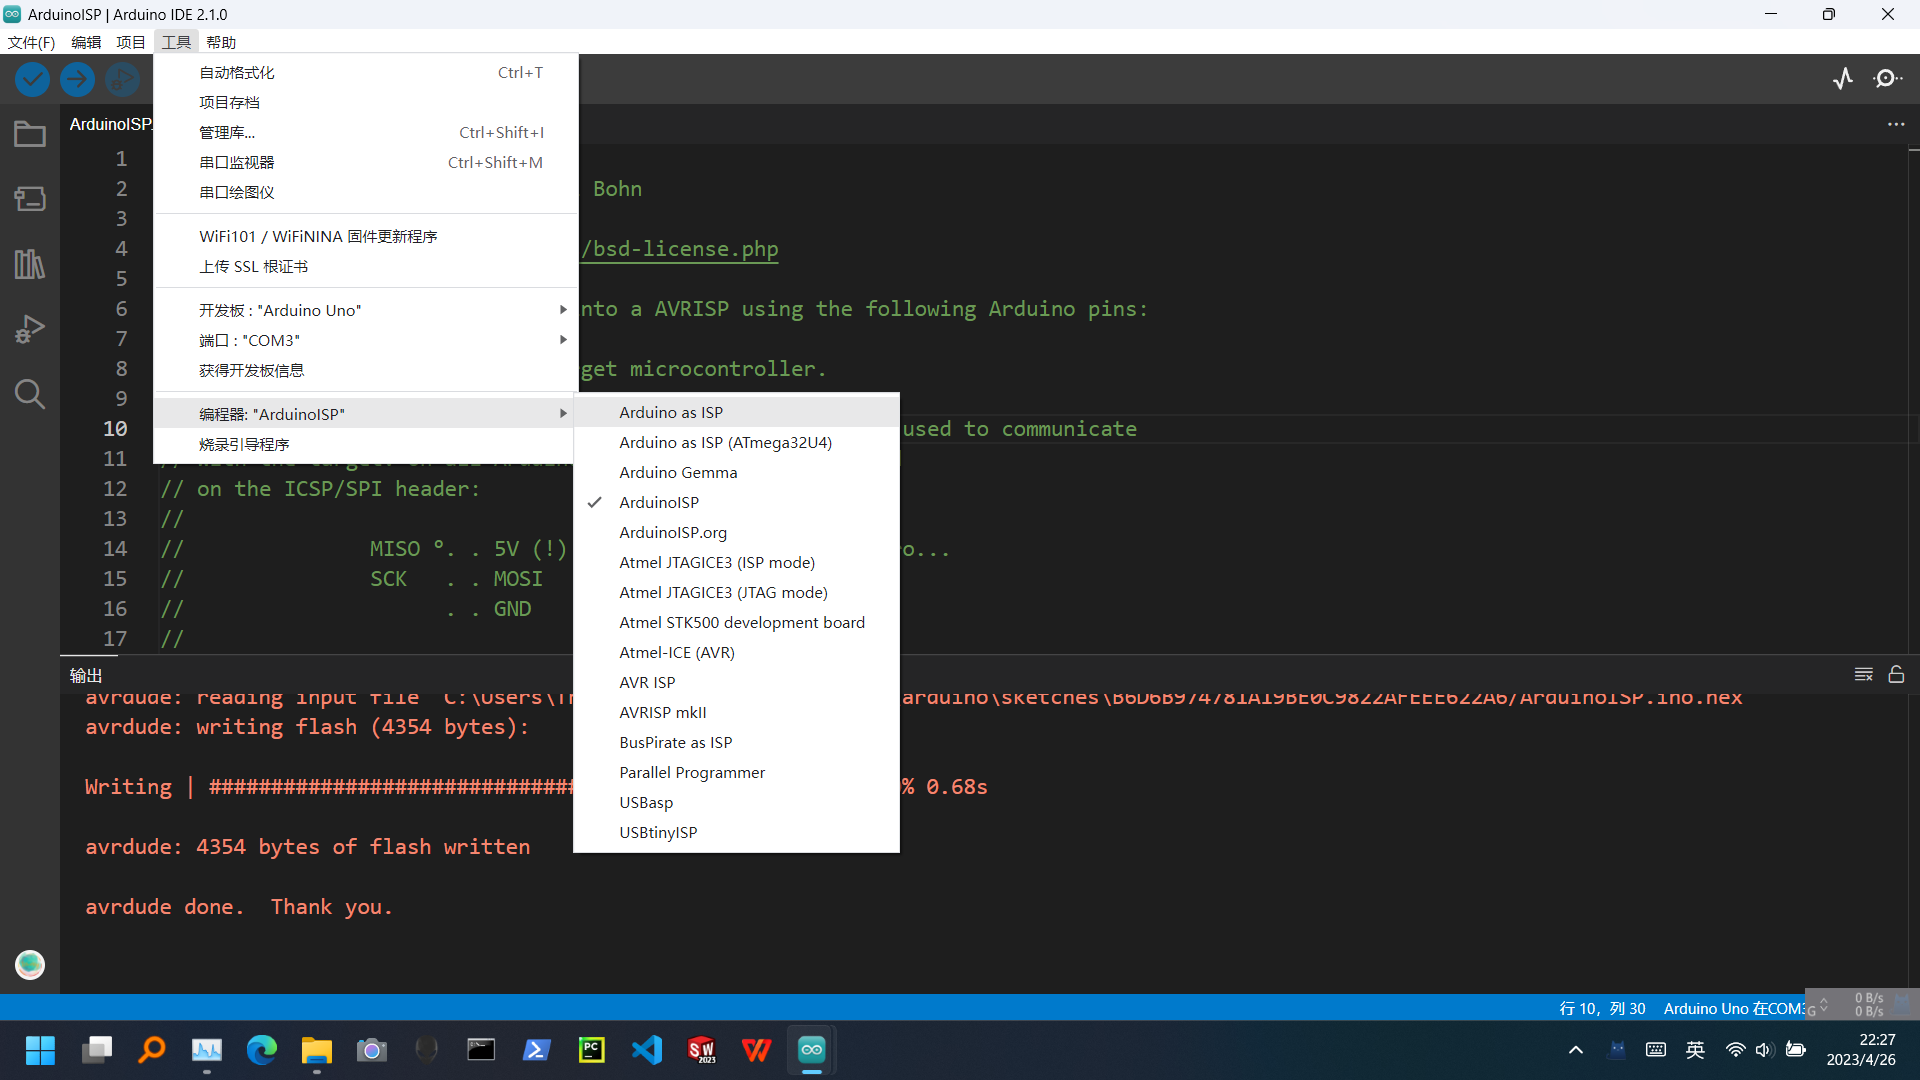 ArduinoISP | Arduino IDE 2.1.0
文件(F) 编辑 项目 工具 帮助
自动格式化 Ctrl+T
项目存档
管理库... Ctrl+Shift+I
串口监视器 Ctrl+Shift+M
串口绘图仪
WiFi101 / WiFiNINA 固件更新程序
上传 SSL 根证书
开发板 : "Arduino Uno"
端口 : "COM3"
获得开发板信息
编程器: "ArduinoISP"
烧录引导程序
Arduino as ISP
Arduino as ISP (ATmega32U4)
Arduino Gemma
ArduinoISP
ArduinoISP.org
Atmel JTAGICE3 (ISP mode)
Atmel JTAGICE3 (JTAG mode)
Atmel STK500 development board
Atmel-ICE (AVR)
AVR ISP
AVRISP mkII
BusPirate as ISP
Parallel Programmer
USBasp
USBtinyISP
ArduinoISP.
1
2 Bohn
3
4 /bsd-license.php
5
6 nto a AVRISP using the following Arduino pins:
7
8 get microcontroller.
9
10 used to communicate
11
12 // on the ICSP/SPI header:
13 //
14 // MISO °. . 5V (!) o...
15 // SCK . . MOSI
16 // . . GND
17 //
输出
avrdude: reading input file C:\Users\ arduino\sketches\B6D6B974781A19BE0C9822AFEEE622A6/ArduinoISP.ino.hex
avrdude: writing flash (4354 bytes):
Writing | ############################## % 0.68s
avrdude: 4354 bytes of flash written
avrdude done. Thank you.
行 10，列 30 Arduino Uno 在COM3
G 0 B/s
0 B/s
PC
SW
2023
英
22:27
2023/4/26